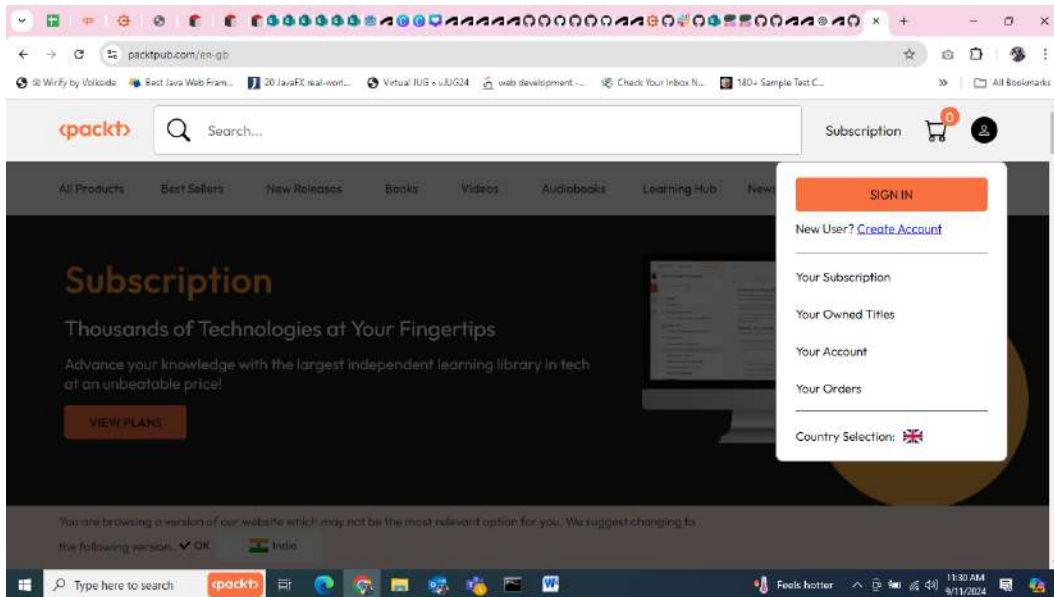 packtpub.com/en-gb
Wirify by Volkside
Best Java Web Fram...
20 JavaFX real-worl...
Virtual JUG » vJUG24
web development -...
Check Your Inbox N...
180+ Sample Test C...
»
All Bookmarks
<packt>
Search...
Subscription
0
All Products
Best Sellers
New Releases
Books
Videos
Audiobooks
Learning Hub
SIGN IN
New User? Create Account
Your Subscription
Your Owned Titles
Your Account
Your Orders
Country Selection:
Subscription
Thousands of Technologies at Your Fingertips
Advance your knowledge with the largest independent learning library in tech
at an unbeatable price!
VIEW PLANS
You are browsing a version of our website which may not be the most relevant option for you. We suggest changing to
the following version. OK India
Type here to search
<packt>
Feels hotter
11:30 AM
9/11/2024